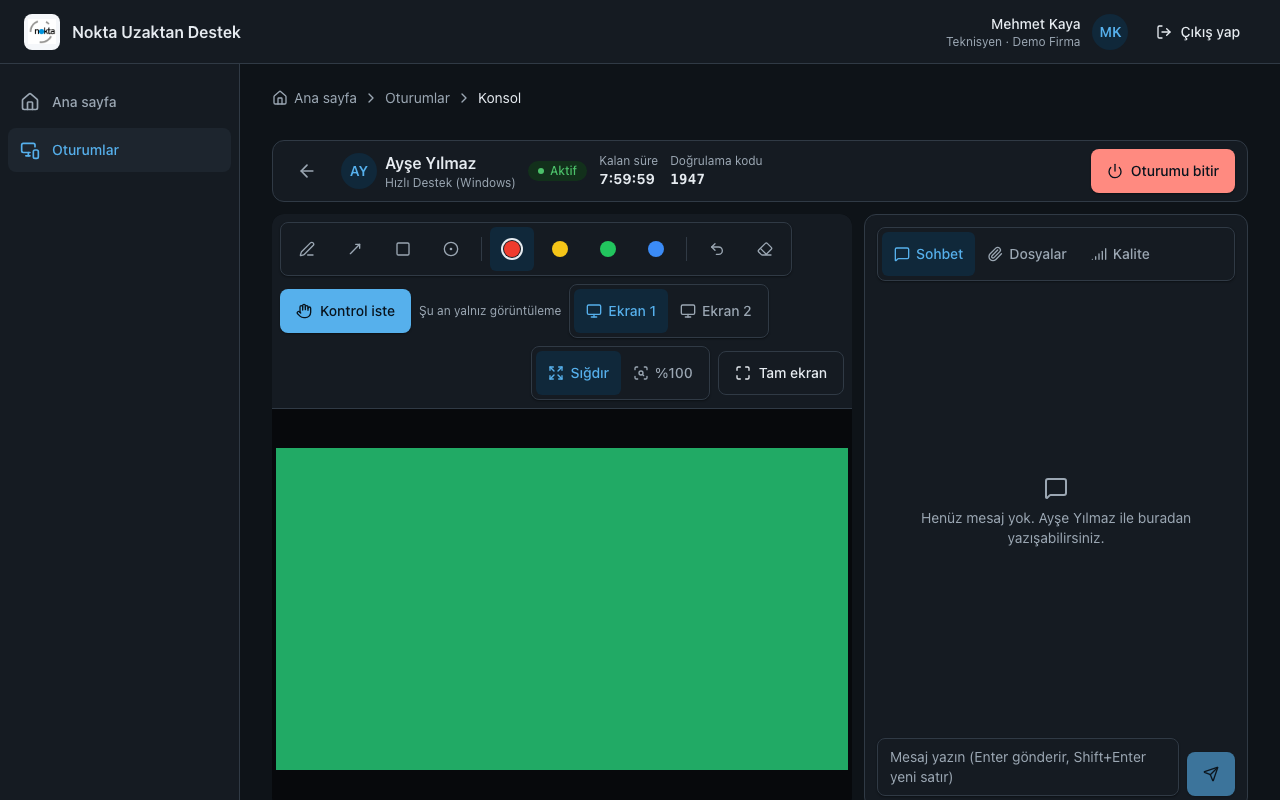 nokta
Nokta Uzaktan Destek
Mehmet Kaya
Teknisyen · Demo Firma
MK
Çıkış yap
Ana sayfa
Oturumlar
Ana sayfa
Oturumlar
Konsol
AY
Ayşe Yılmaz
Hızlı Destek (Windows)
Aktif
Kalan süre
7:59:59
Doğrulama kodu
1947
Oturumu bitir
Kontrol iste
Şu an yalnız görüntüleme
Ekran 1
Ekran 2
Sığdır
%100
Tam ekran
Sohbet
Dosyalar
Kalite
Henüz mesaj yok. Ayşe Yılmaz ile buradan
yazışabilirsiniz.
Mesaj yazın (Enter gönderir, Shift+Enter
yeni satır)